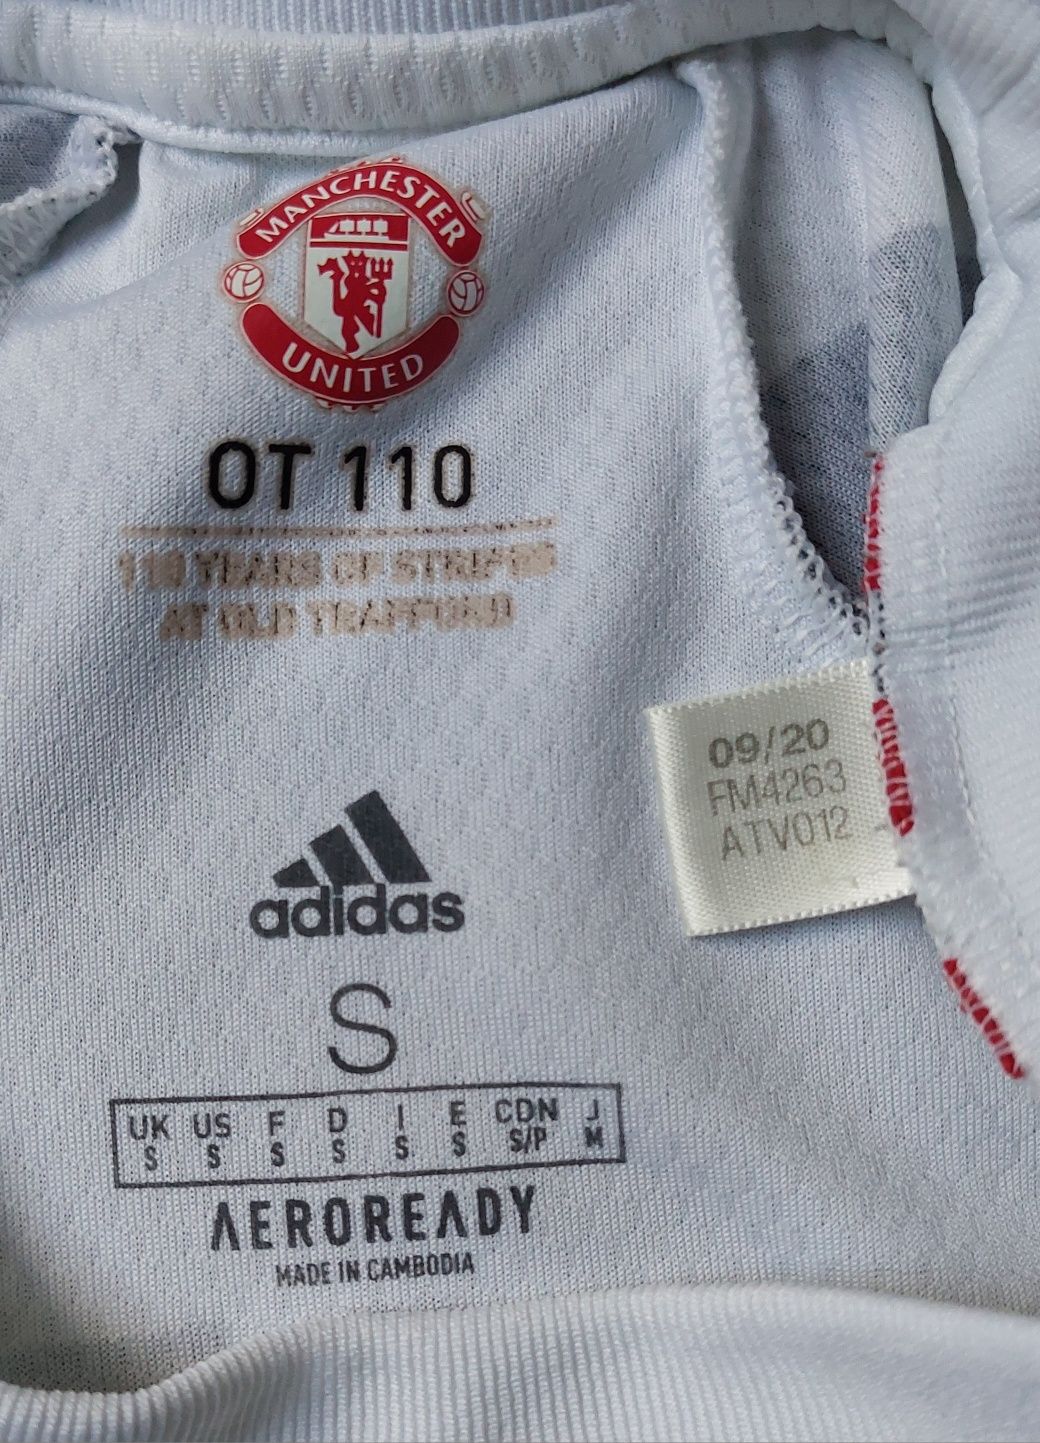 MANCHESTER
UNITED
OT 110
110 YEARS OF STRIPES
AT OLD TRAFFORD
09/20
FM4263
ATV012
adidas
S
UK US F D I E CDN J
S S S S S S S/P M
AEROREADY
MADE IN CAMBODIA